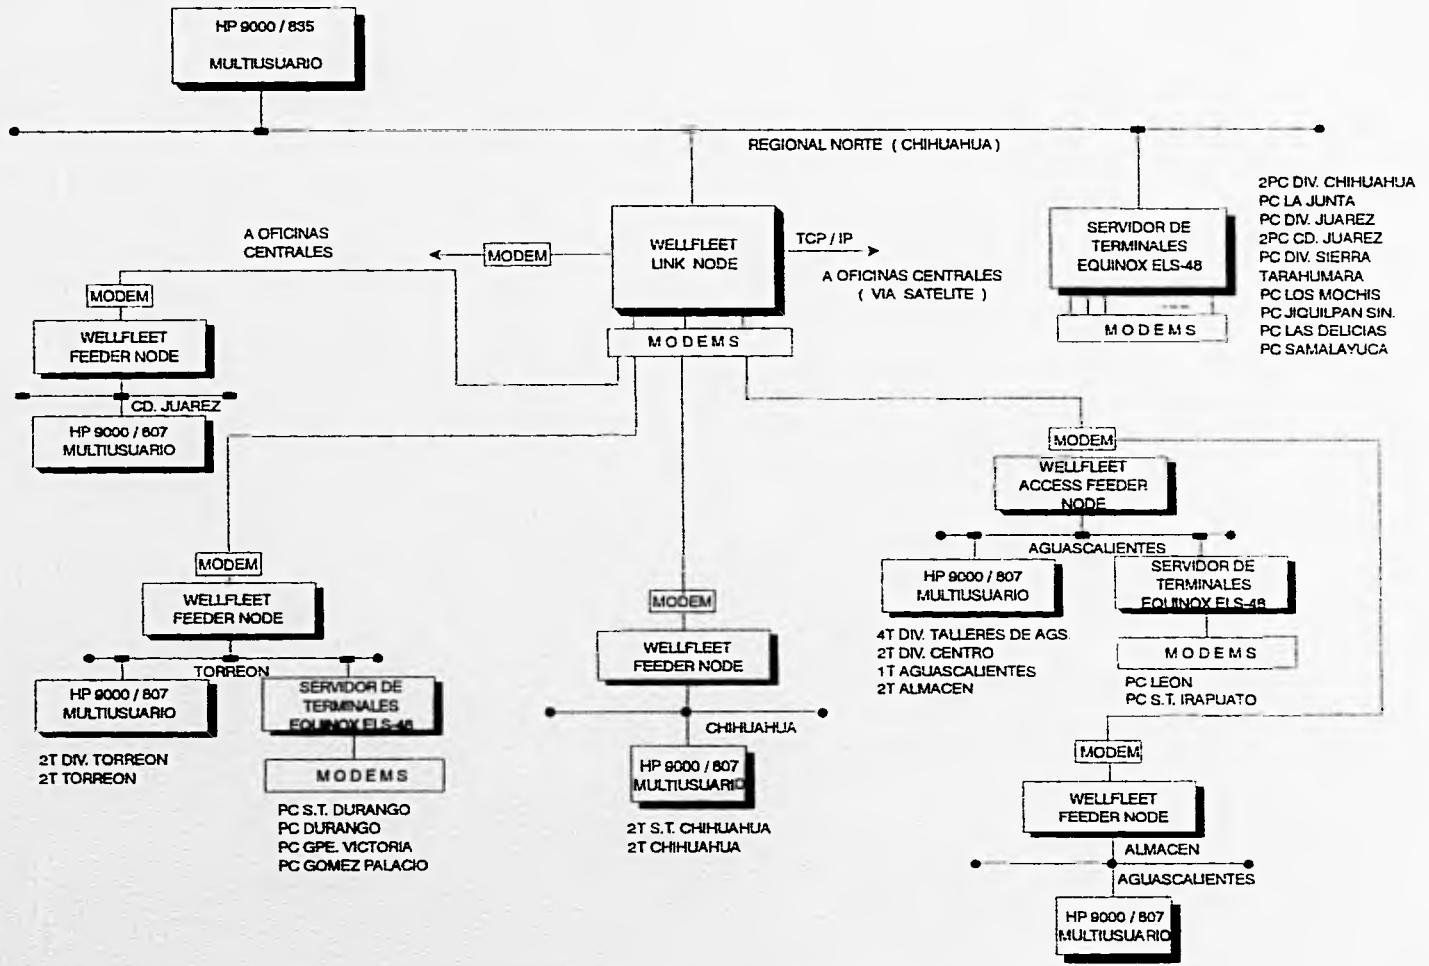 HP 9000 / 835
MULTIUSUARIO
REGIONAL NORTE ( CHIHUAHUA )
2PC DIV. CHIHUAHUA
PC LA JUNTA
PC DIV. JUAREZ
2PC CD. JUAREZ
PC DIV. SIERRA
TARAHUMARA
PC LOS MOCHIS
PC JIQUILPAN SIN.
PC LAS DELICIAS
PC SAMALAYUCA
SERVIDOR DE
TERMINALES
EQUINOX ELS-48
MODEMS
A OFICINAS
CENTRALES
MODEM
WELLFLEET
LINK NODE
TCP / IP
A OFICINAS CENTRALES
( VIA SATELITE )
MODEMS
MODEM
WELLFLEET
FEEDER NODE
CD. JUAREZ
HP 9000 / 807
MULTIUSUARIO
MODEM
WELLFLEET
ACCESS FEEDER
NODE
AGUASCALIENTES
HP 9000 / 807
MULTIUSUARIO
4T DIV. TALLERES DE AGS.
2T DIV. CENTRO
1T AGUASCALIENTES
2T ALMACEN
SERVIDOR DE
TERMINALES
EQUINOX ELS-48
MODEMS
PC LEON
PC S.T. IRAPUATO
MODEM
WELLFLEET
FEEDER NODE
TORREON
HP 9000 / 807
MULTIUSUARIO
2T DIV. TORREON
2T TORREON
SERVIDOR DE
TERMINALES
EQUINOX ELS-48
MODEMS
PC S.T. DURANGO
PC DURANGO
PC GPE. VICTORIA
PC GOMEZ PALACIO
MODEM
WELLFLEET
FEEDER NODE
CHIHUAHUA
HP 9000 / 807
MULTIUSUARIO
2T S.T. CHIHUAHUA
2T CHIHUAHUA
MODEM
WELLFLEET
FEEDER NODE
ALMACEN
AGUASCALIENTES
HP 9000 / 807
MULTIUSUARIO